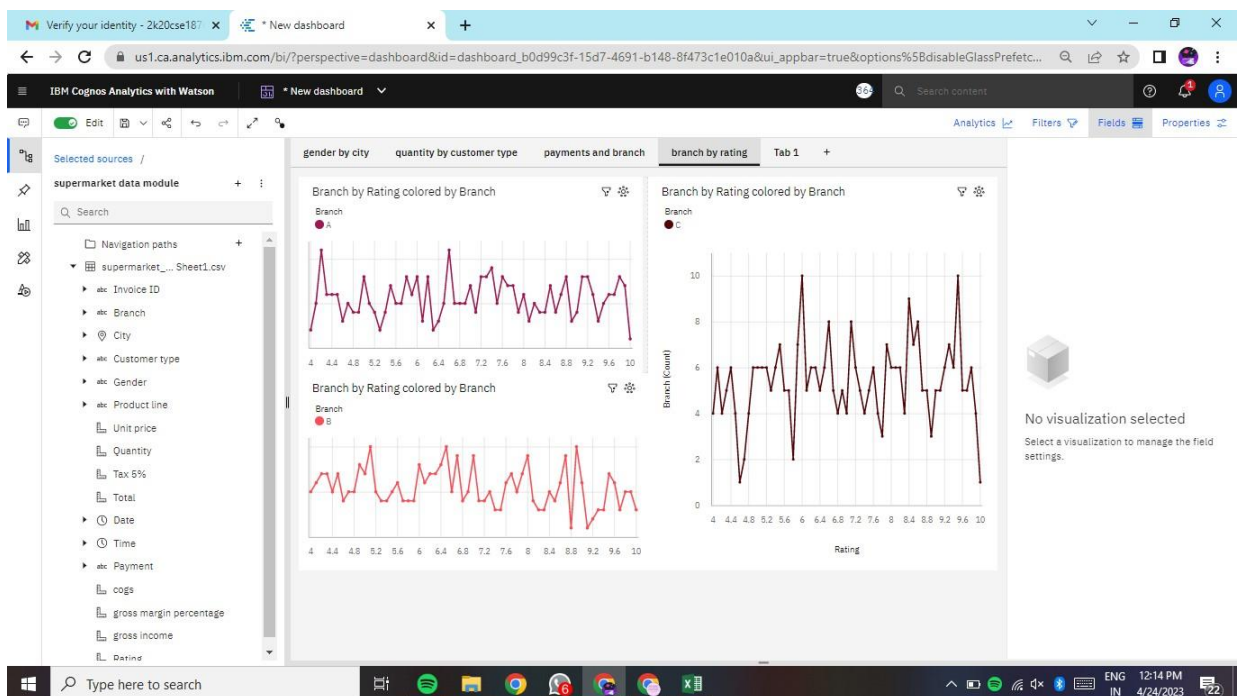 Verify your identity - 2k20cse187
* New dashboard
us1.ca.analytics.ibm.com/bi/?perspective=dashboard&id=dashboard_b0d99c3f-15d7-4691-b148-8f473c1e010a&ui_appbar=true&options%5BdisableGlassPrefetc...
IBM Cognos Analytics with Watson
* New dashboard
364
Search content
Edit
Analytics
Filters
Fields
Properties
Selected sources /
supermarket data module
Search
Navigation paths
supermarket_... Sheet1.csv
abc Invoice ID
abc Branch
City
abc Customer type
abc Gender
abc Product line
Unit price
Quantity
Tax 5%
Total
Date
Time
abc Payment
cogs
gross margin percentage
gross income
Rating
gender by city quantity by customer type payments and branch branch by rating Tab 1 +
Branch by Rating colored by Branch
Branch
A
4 4.4 4.8 5.2 5.6 6 6.4 6.8 7.2 7.6 8 8.4 8.8 9.2 9.6 10
Branch by Rating colored by Branch
Branch
B
4 4.4 4.8 5.2 5.6 6 6.4 6.8 7.2 7.6 8 8.4 8.8 9.2 9.6 10
Branch by Rating colored by Branch
Branch
C
Branch (Count)
10
8
6
4
2
0
4 4.4 4.8 5.2 5.6 6 6.4 6.8 7.2 7.6 8 8.4 8.8 9.2 9.6 10
Rating
No visualization selected
Select a visualization to manage the field
settings.
Type here to search
ENG
IN
12:14 PM
4/24/2023
22